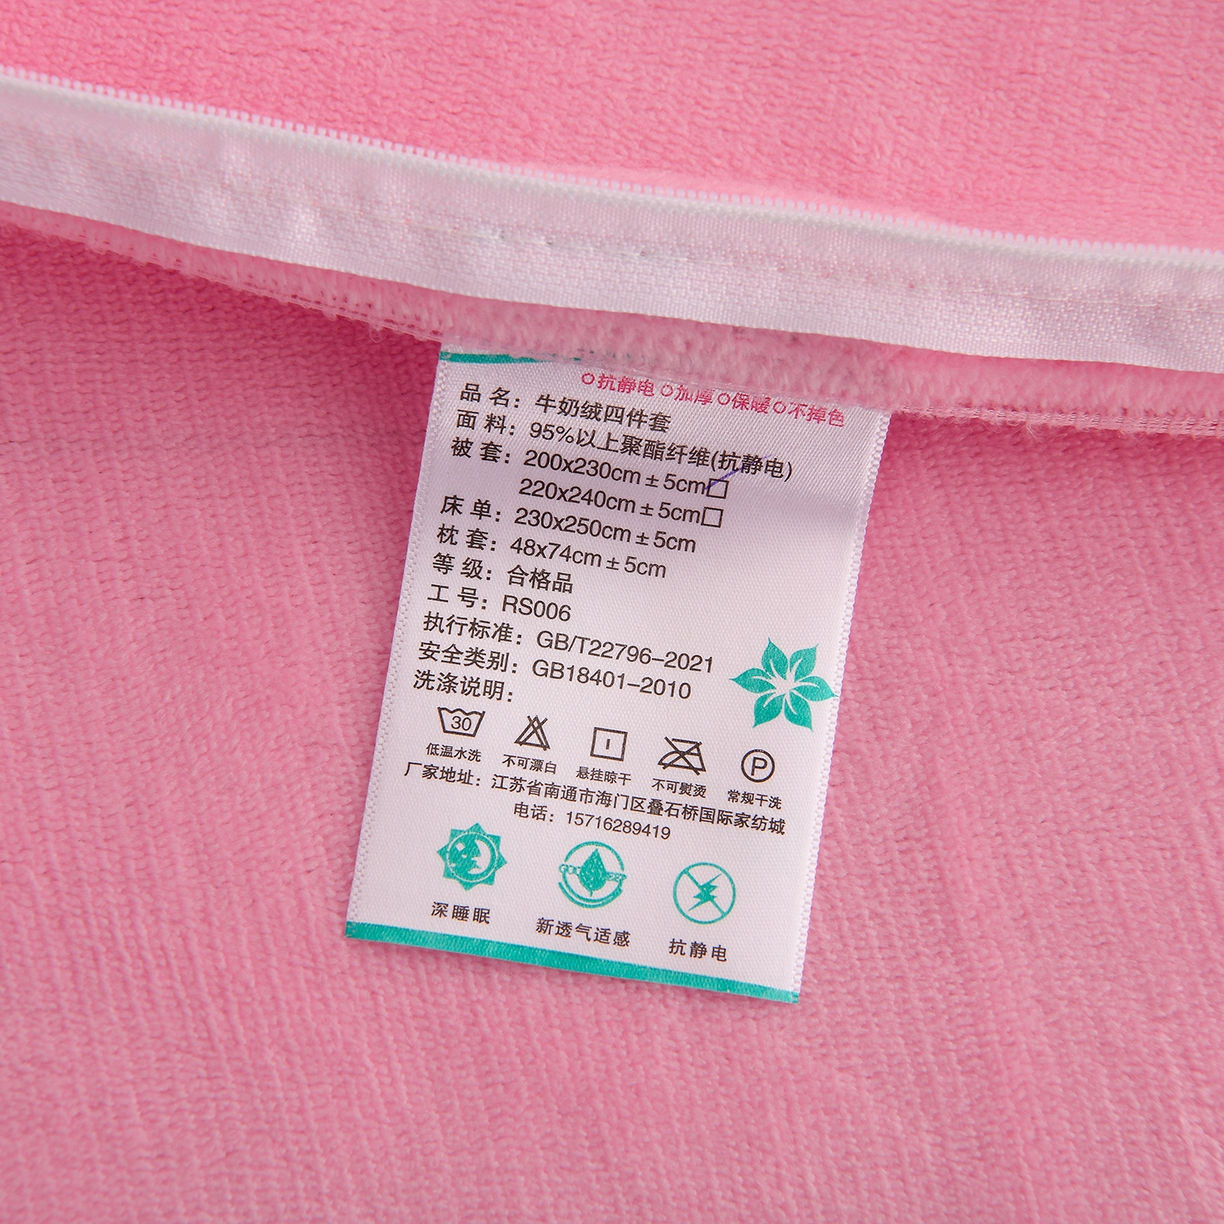 ○抗静电 ○加厚 ○保暖 ○不掉色
品 名：牛奶绒四件套
面 料：95%以上聚酯纤维(抗静电)
被 套：200x230cm±5cm□
220x240cm±5cm□
床 单：230x250cm±5cm
枕 套：48x74cm±5cm
等 级：合格品
工 号：RS006
执行标准：GB/T22796-2021
安全类别：GB18401-2010
洗涤说明：
30
低温水洗 不可漂白 悬挂晾干 不可熨烫 常规干洗
P
厂家地址：江苏省南通市海门区叠石桥国际家纺城
电话：15716289419
深睡眠 新透气适感 抗静电